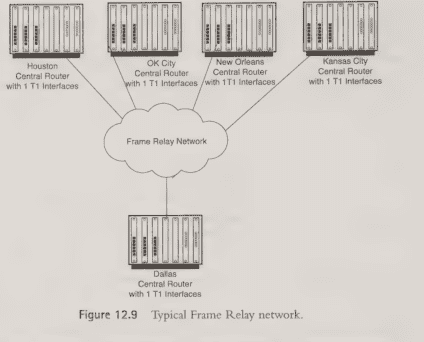 Houston
Central Router
with 1 T1 Interfaces
OK City
Central Router
with 1 T1 Interfaces
New Orleans
Central Router
with 1 T1 Interfaces
Kansas City
Central Router
with 1 T1 Interfaces
Frame Relay Network
Dallas
Central Router
with 1 T1 Interfaces
Figure 12.9 Typical Frame Relay network.